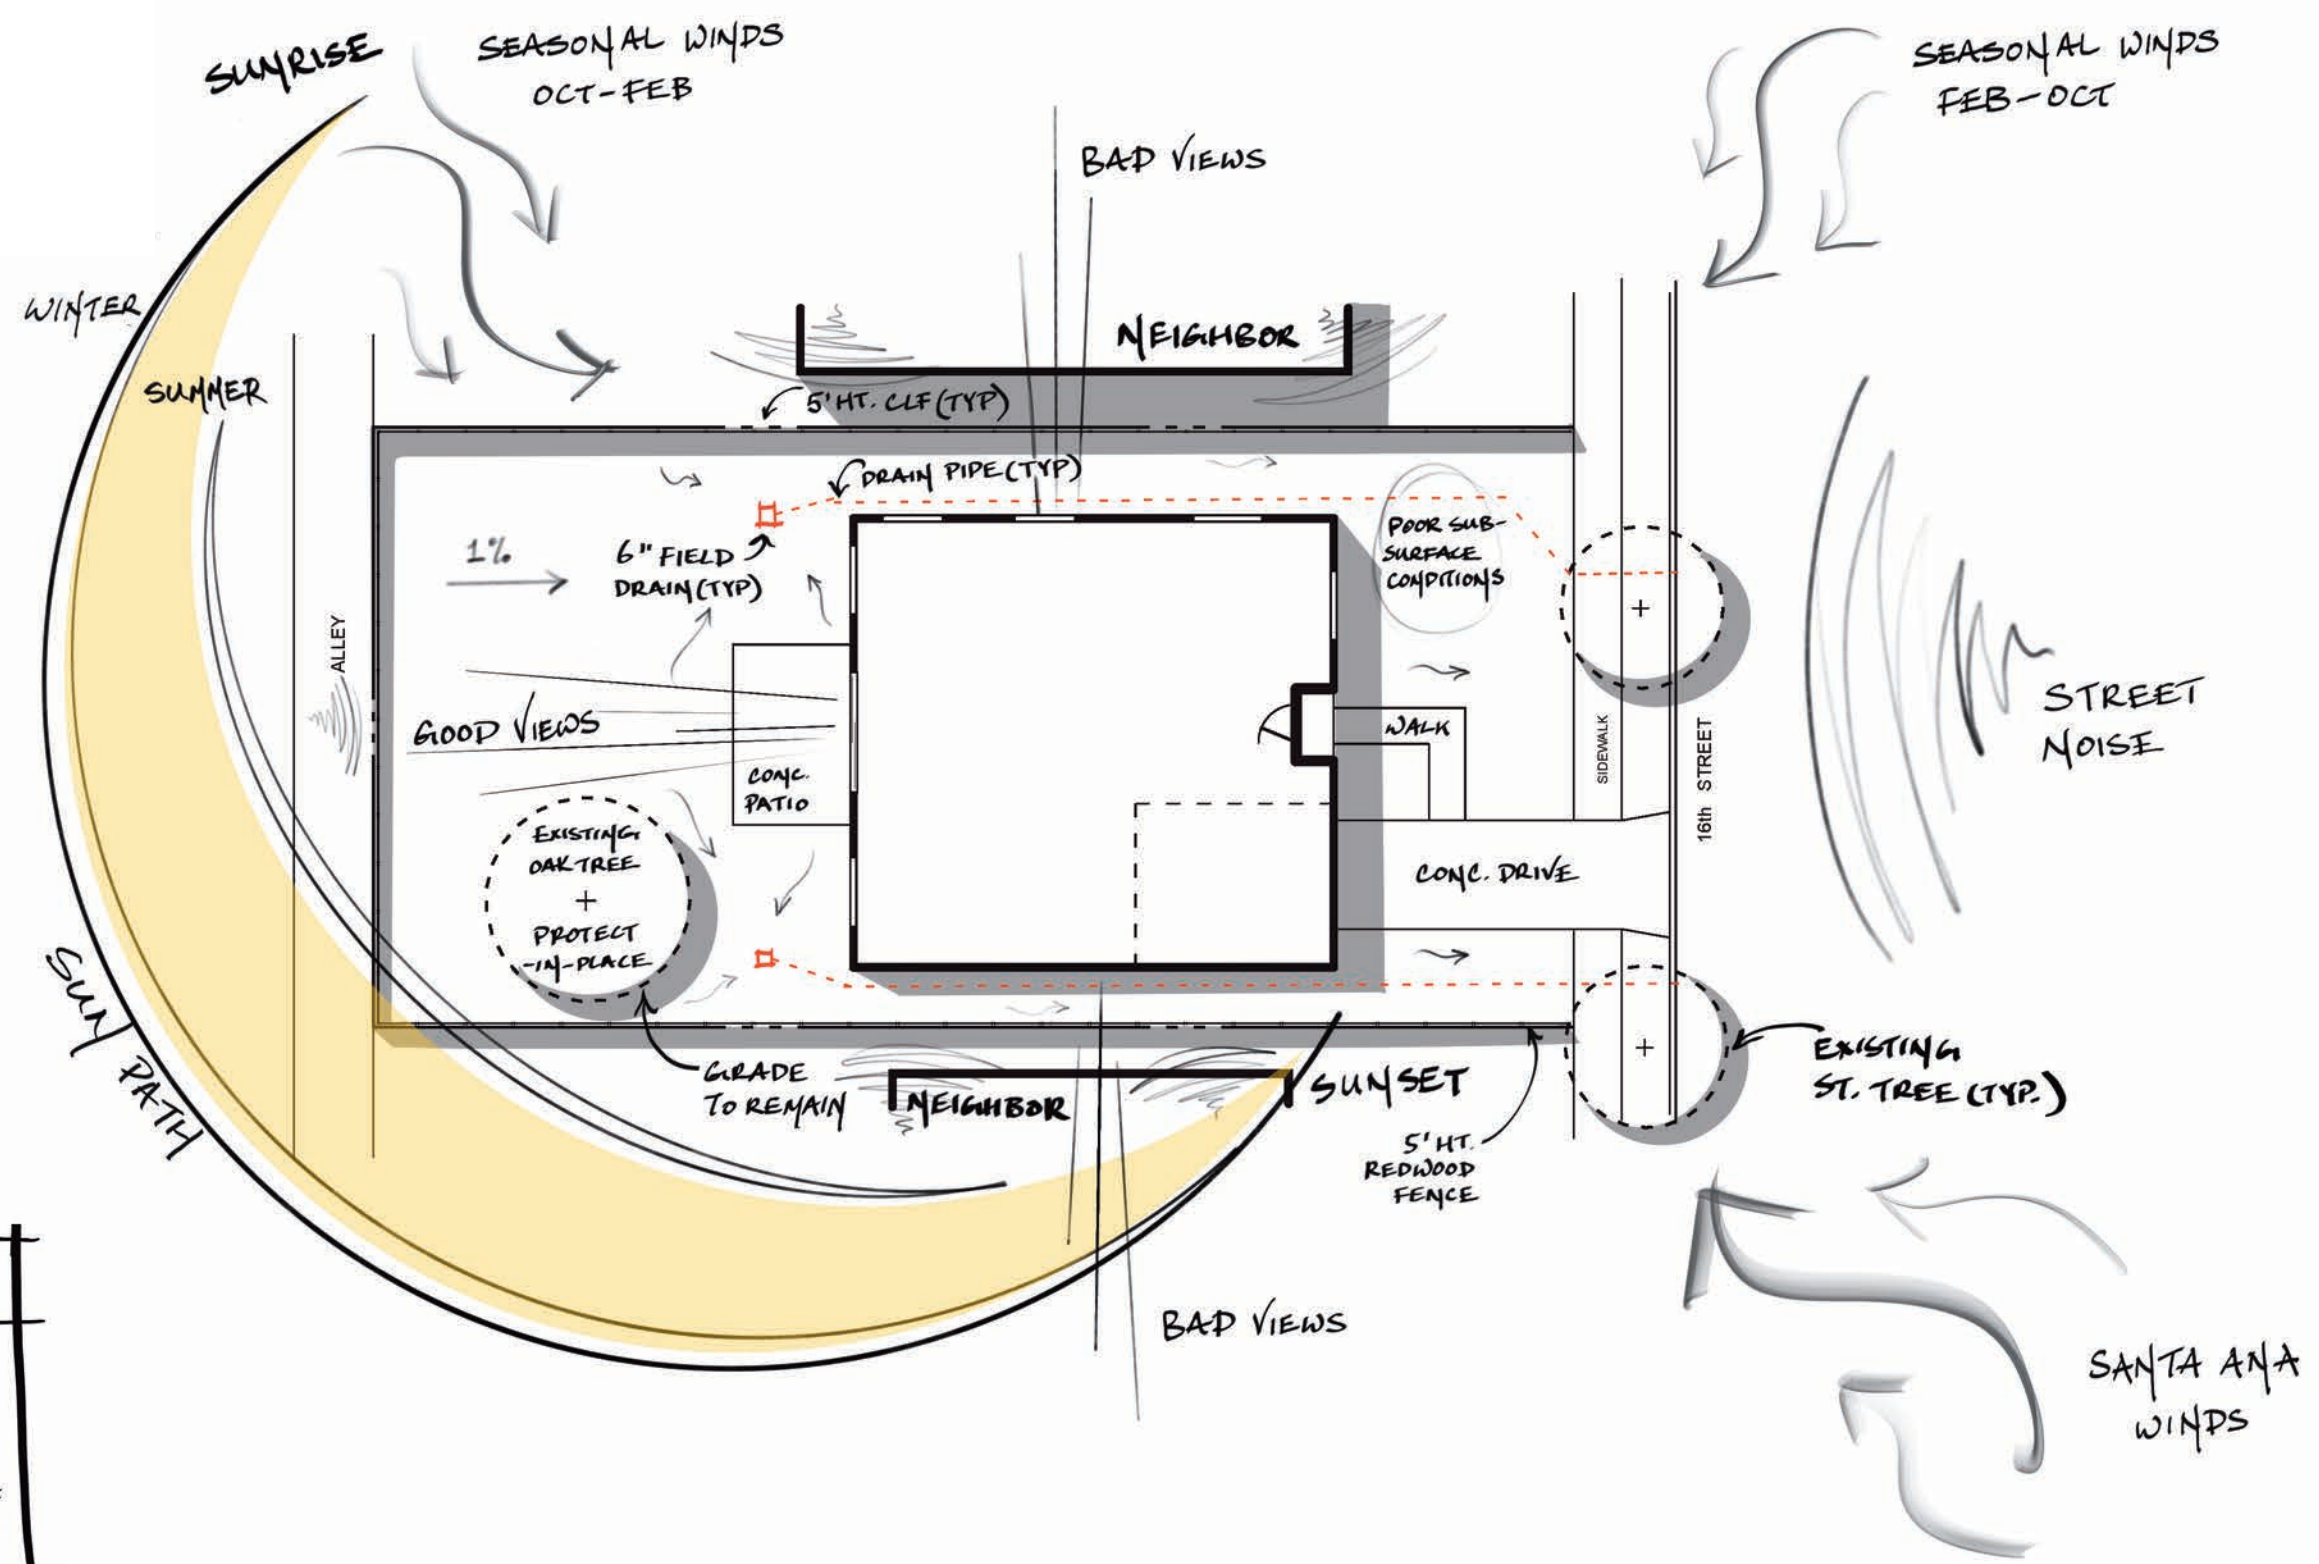 SUNRISE
SEASONAL WINDS
OCT-FEB
SEASONAL WINDS
FEB-OCT
BAD VIEWS
WINTER
SUMMER
NEIGHBOR
5' HT. CLF (TYP)
DRAIN PIPE (TYP)
1%
6" FIELD
DRAIN (TYP)
POOR SUB-
SURFACE
CONDITIONS
ALLEY
GOOD VIEWS
CONC.
PATIO
WALK
SIDEWALK
16th STREET
STREET
NOISE
EXISTING
OAK TREE
PROTECT
-IN-PLACE
CONC. DRIVE
SUN PATH
GRADE
TO REMAIN
NEIGHBOR
SUNSET
5' HT.
REDWOOD
FENCE
EXISTING
ST. TREE (TYP.)
BAD VIEWS
SANTA ANA
WINDS